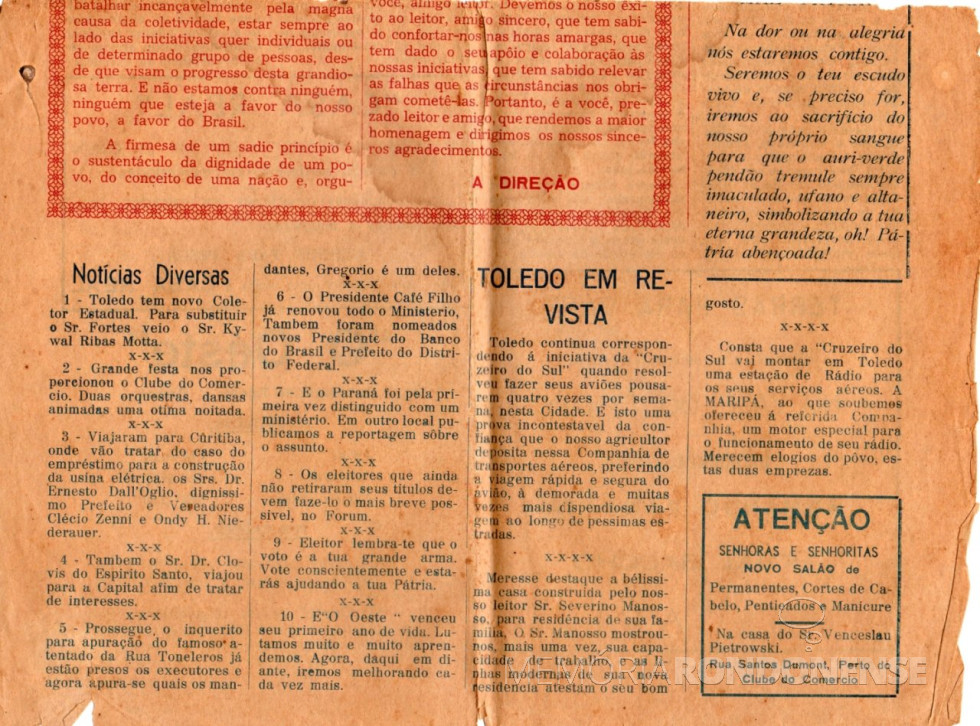 batalhar incançavelmente pela magna
causa da coletividade, estar sempre ao
lado das iniciativas quer individuais ou
de determinado grupo de pessoas, des-
de que visam o progresso desta grandio-
sa terra. E não estamos contra ninguém,
ninguém que esteja a favor do nosso
povo, a favor do Brasil.
A firmesa de um sadio princípio é
o sustentáculo da dignidade de um po-
vo, do conceito de uma nação e, orgu-
você, amigo leitor. Devemos o nosso êxi-
to ao leitor, amigo sincero, que tem sabi-
do confortar-nos nas horas amargas, que
tem dado o seu apôio e colaboração às
nossas iniciativas, que tem sabido relevar
as falhas que as circunstâncias nos obri-
gam cometê-las. Portanto, é a você, pre-
zado leitor e amigo, que rendemos a maior
homenagem e dirigimos os nossos since-
ros agradecimentos.
A DIREÇÃO
Na dor ou na alegria
nós estaremos contigo.
Seremos o teu escudo
vivo e, se preciso for,
iremos ao sacrificio do
nosso próprio sangue
para que o auri-verde
pendão tremule sempre
imaculado, ufano e alta-
neiro, simbolizando a tua
eterna grandeza, oh! Pá-
tria abençoada!
Notícias Diversas
1 - Toledo tem novo Cole-
tor Estadual. Para substituir
o Sr. Fortes veio o Sr. Ky-
wal Ribas Motta.
x-x-x
2 - Grande festa nos pro-
porcionou o Clube do Comer-
cio. Duas orquestras, dansas
animadas uma otima noitada.
x-x-x
3 - Viajaram para Cûritiba,
onde vão tratar do caso do
empréstimo para a construção
da usina elétrica. os Srs. Dr.
Ernesto Dall'Oglio, digníssi-
mo Prefeito e Vereadores
Clécio Zenni e Ondy H. Nie-
derauer.
x-x-x
4 - Tambem o Sr. Dr. Clo-
vis do Espirito Santo, viajou
para a Capital afim de tratar
de interesses.
x-x-x
5 - Prossegue, o inquerito
para apuração do famoso a-
tentado da Rua Toneleros já
estão presos os executores e
agora apura-se quais os man-
dantes, Gregorio é um deles.
x-x-x
6 - O Presidente Café Filho
já renovou todo o Ministerio,
Tambem foram nomeados
novos Presidente do Banco
do Brasil e Prefeito do Distri-
to Federal.
x-x-x
7 - E o Paraná foi pela pri-
meira vez distinguido com um
ministério. Em outro local pu-
blicamos a reportagem sôbre
o assunto.
x-x-x
8 - Os eleitores que ainda
não retiraram seus titulos de-
vem faze-lo o mais breve pos-
sivel, no Forum.
x-x-x
9 - Eleitor lembra-te que o
voto é a tua grande arma.
Vote conscientemente e esta-
rás ajudando a tua Pátria.
x-x-x
10 - E"O Oeste " venceu
seu primeiro ano de vida. Lu-
tamos muito e muito apren-
demos. Agora, daqui em di-
ante, iremos melhorando ca-
da vez mais.
TOLEDO EM RE-
VISTA
Toledo continua correspon-
dendo á iniciativa da "Cru-
zeiro do Sul" quando resol-
veu fazer seus aviões pousa-
rem quatro vezes por sema-
na, nesta Cidade. E isto uma
prova incontestavel da con-
fiança que o nosso agricultor
deposita nessa Companhia de
transportes aéreos, preferindo
a viagem rápida e segura do
avião, á demorada e muitas
vezes mais cispendiosa via-
gem ao longo de pessimas es-
tradas.
x-x-x-x
Meresse destaque a bélissi-
ma casa construida pelo nos-
so leitor Sr. Severino Manos-
so, para residência de sua fa-
milia, O Sr. Manosso mostrou-
nos, mais uma vez, sua capa-
cidade de trabalho. As li-
nhas modernas de sua nova
residencia atestam o seu bom
gosto.
x-x-x-x
Consta que a "Cruzeiro do
Sul vai montar em Toledo
uma estação de Rádio para
os seus serviços aéreos. A
MARIPÁ, ao que soubemos
ofereceu á referida Compa-
nhia, um motor especial para
o funcionamento de seu rádio.
Merecem elogios do pôvo, es-
tas duas emprezas.
ATENÇÃO
SENHORAS E SENHORITAS
NOVO SALÃO de
Permanentes, Cortes de Ca-
belo, Penticados e Manicure
Na casa do Sr. Venceslau
Pietrowski.
Rua Santos Dumont, Perto do
Clube do Comercio
MEMÓRIA RONDONENSE